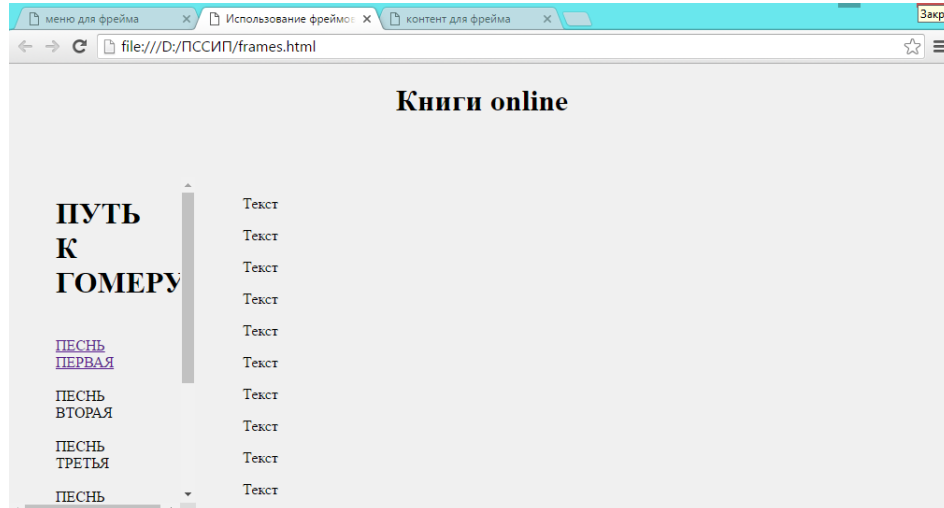 меню для фрейма
Использование фреймов
контент для фрейма
Закр
file:///D:/ПССИП/frames.html
Книги online
ПУТЬ
К
ГОМЕРУ
ПЕСНЬ
ПЕРВАЯ
ПЕСНЬ
ВТОРАЯ
ПЕСНЬ
ТРЕТЬЯ
ПЕСНЬ
Текст
Текст
Текст
Текст
Текст
Текст
Текст
Текст
Текст
Текст